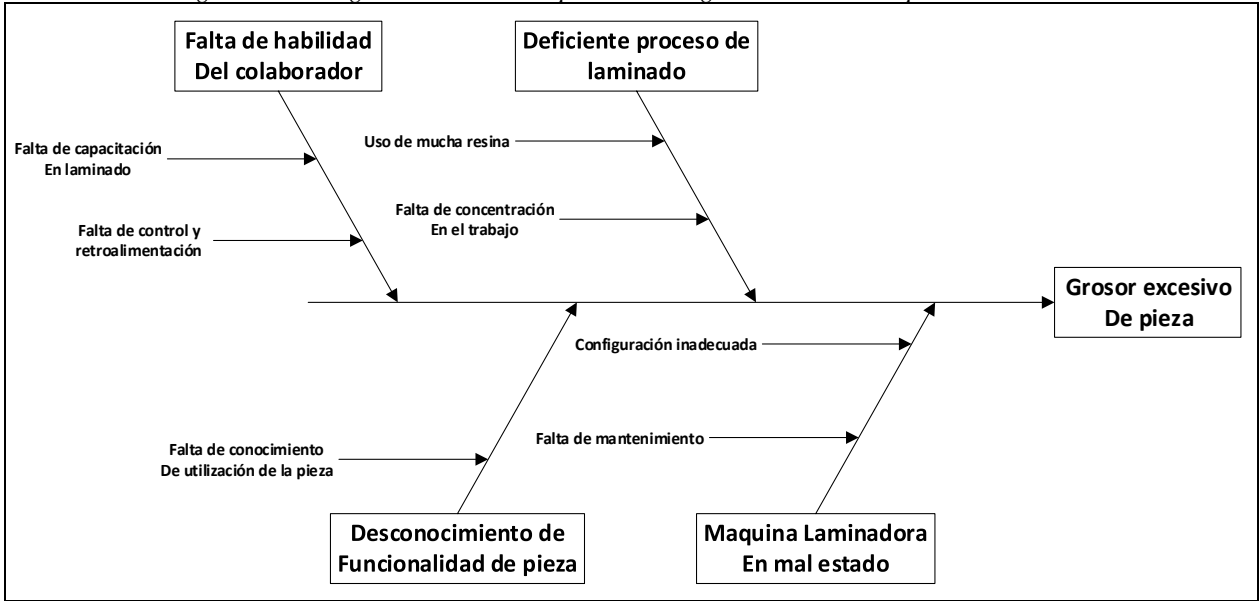 Falta de habilidad
Del colaborador
Deficiente proceso de
laminado
Falta de capacitación
En laminado
Uso de mucha resina
Falta de control y
retroalimentación
Falta de concentración
En el trabajo
Grosor excesivo
De pieza
Configuración inadecuada
Falta de conocimiento
De utilización de la pieza
Falta de mantenimiento
Desconocimiento de
Funcionalidad de pieza
Maquina Laminadora
En mal estado